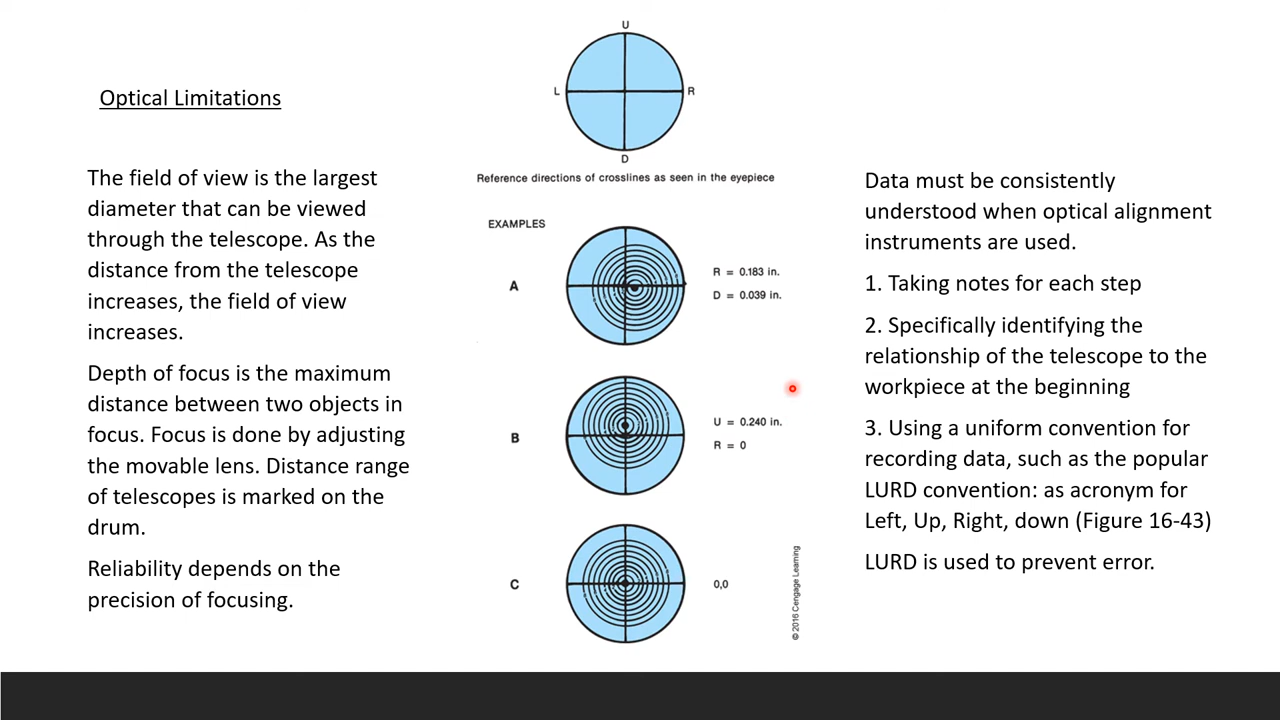 Optical Limitations
The field of view is the largest
diameter that can be viewed
through the telescope. As the
distance from the telescope
increases, the field of view
increases.
Depth of focus is the maximum
distance between two objects in
focus. Focus is done by adjusting
the movable lens. Distance range
of telescopes is marked on the
drum.
Reliability depends on the
precision of focusing.
U
L
R
D
Reference directions of crosslines as seen in the eyepiece
EXAMPLES
A
R = 0.183 in.
D = 0.039 in.
B
U = 0.240 in.
R = 0
C
0,0
© 2016 Cengage Learning
Data must be consistently
understood when optical alignment
instruments are used.
1. Taking notes for each step
2. Specifically identifying the
relationship of the telescope to the
workpiece at the beginning
3. Using a uniform convention for
recording data, such as the popular
LURD convention: as acronym for
Left, Up, Right, down (Figure 16-43)
LURD is used to prevent error.